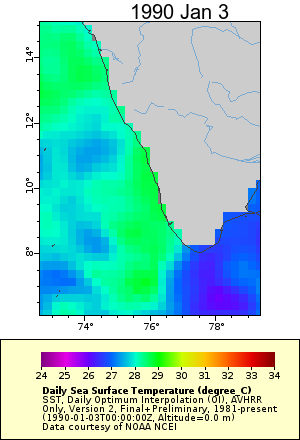 1990 Jan 3
14°
12°
10°
8°
74°
76°
78°
24 25 26 27 28 29 30 31 32 33 34
Daily Sea Surface Temperature (degree_C)
SST, Daily Optimum Interpolation (OI), AVHRR
Only, Version 2, Final+Preliminary, 1981-present
(1990-01-03T00:00:00Z, Altitude=0.0 m)
Data courtesy of NOAA NCEI